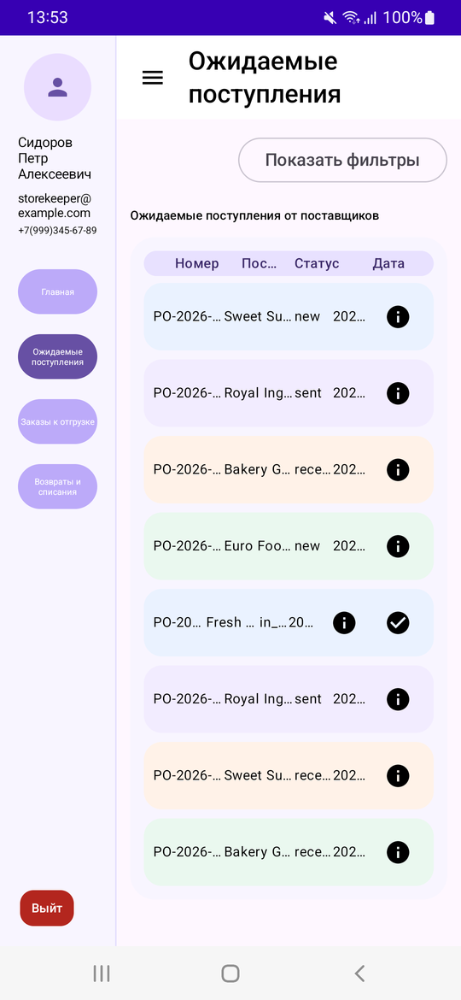 13:53
100%
Ожидаемые
поступления
Сидоров
Петр
Алексеевич
storekeeper@
example.com
+7(999)345-67-89
Главная
Ожидаемые
поступления
Заказы к отгрузке
Возвраты и
списания
Выйт
Показать фильтры
Ожидаемые поступления от поставщиков
Номер Пос... Статус Дата
PO-2026-... Sweet Su... new 202...
PO-2026-... Royal Ing... sent 202...
PO-2026-... Bakery G... rece... 202...
PO-2026-... Euro Foo... new 202...
PO-20... Fresh ... in_... 20...
PO-2026-... Royal Ing... sent 202...
PO-2026-... Sweet Su... rece... 202...
PO-2026-... Bakery G... rece... 202...